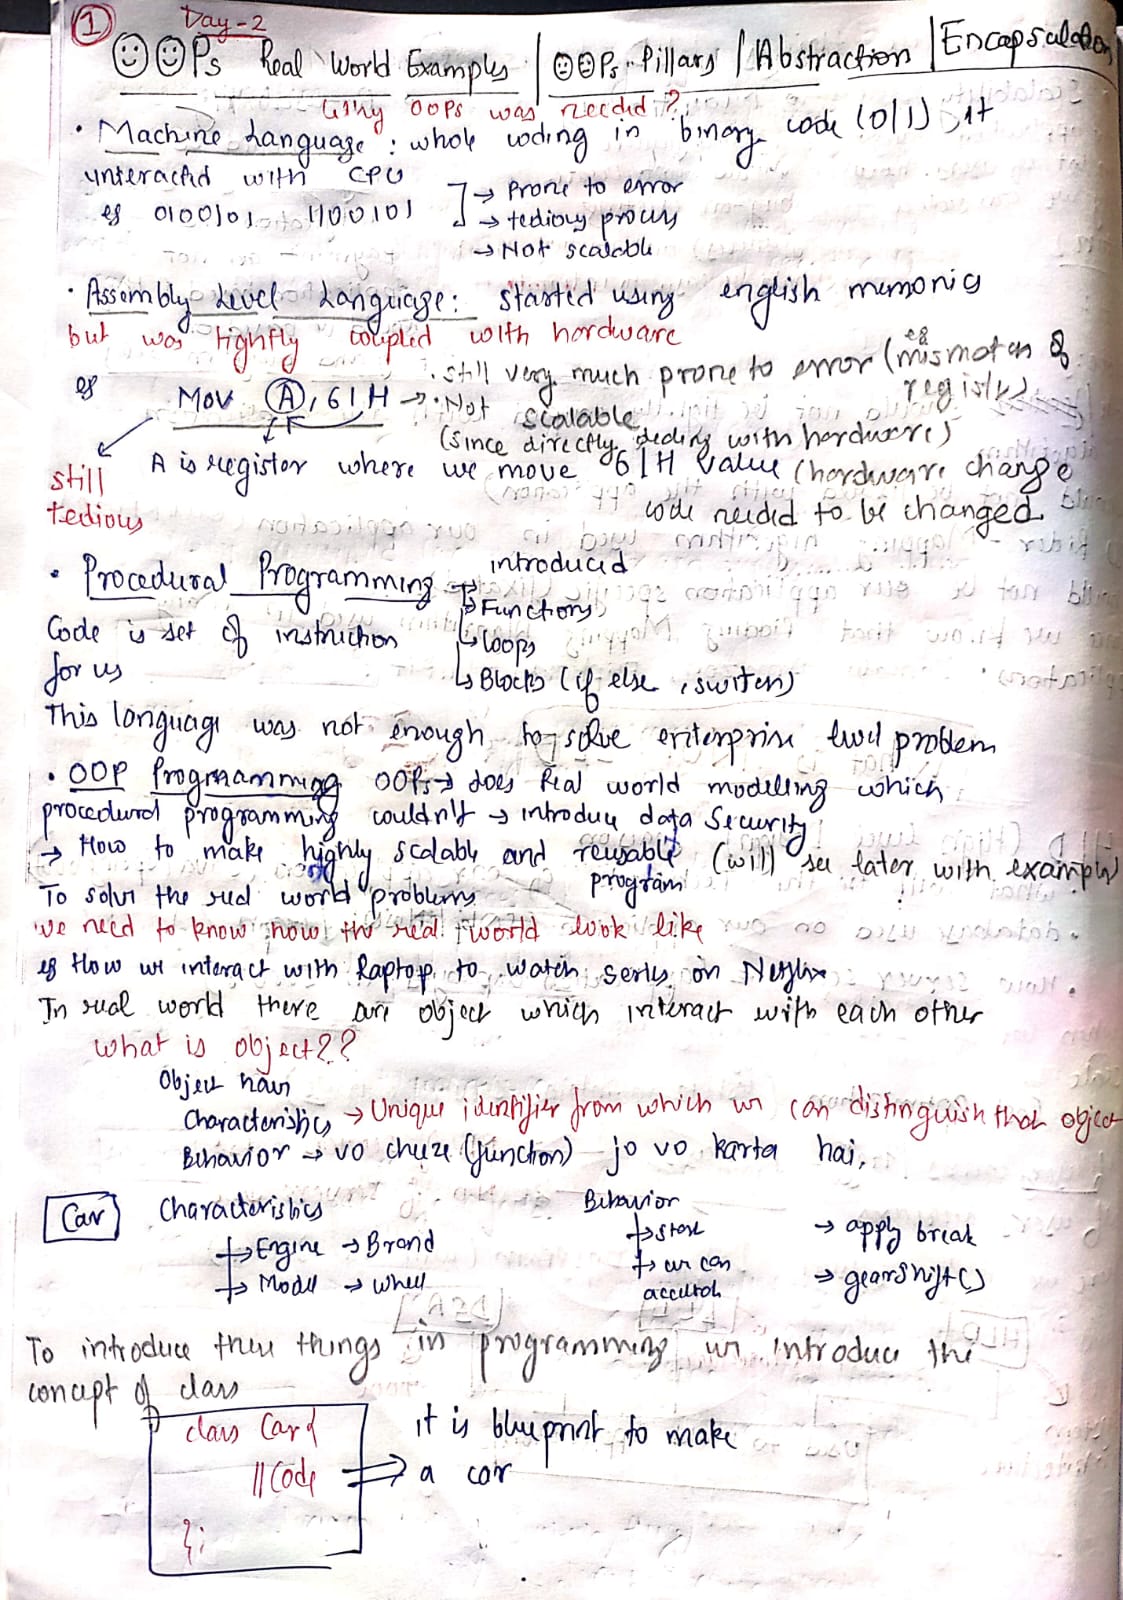 1
Day-2
OOPs Real World Examples | OOPs Pillars | Abstraction | Encapsulation
Why OOPs was needed ?
• Machine Language : whole coding in binary code (0/1), it
interacted with CPU
eg 0100101 1100101
→ Prone to error
→ tedious process
→ Not scalable
• Assembly Level Language : started using english mnemonics
but was tightly coupled with hardware
eg MOV A, 61H → • still very much prone to error (eg mismatch of register)
• Not scalable
(since directly dealing with hardware)
still tedious
A is register where we move 61H value (hardware change
code needed to be changed
• Procedural Programming → introduced
→ Functions
→ Loops
→ Blocks (if else, switch)
Code is set of instruction
for us
This language was not enough to solve enterprise level problem
• OOP Programming OOPs → does Real world modelling which
procedural programming couldn't → introduce data security
→ How to make highly scalable and reusable program (will see later with example)
To solve the real world problems
we need to know how the real world look like
eg How we interact with Laptop to watch series on Netflix
In real world there are object which interact with each other
what is object??
Object have
Characteristics → Unique identifier from which we can distinguish that object
Behavior → vo cheeze (function) jo vo karta hai,
Car
Characteristics
→ Engine → Brand
→ Model → wheel
Behavior
→ start → apply break
→ car can accelrate → gearshift()
To introduce these things in programming we introduce the
concept of class
class Car {
//Code
};
it is blueprint to make
a car